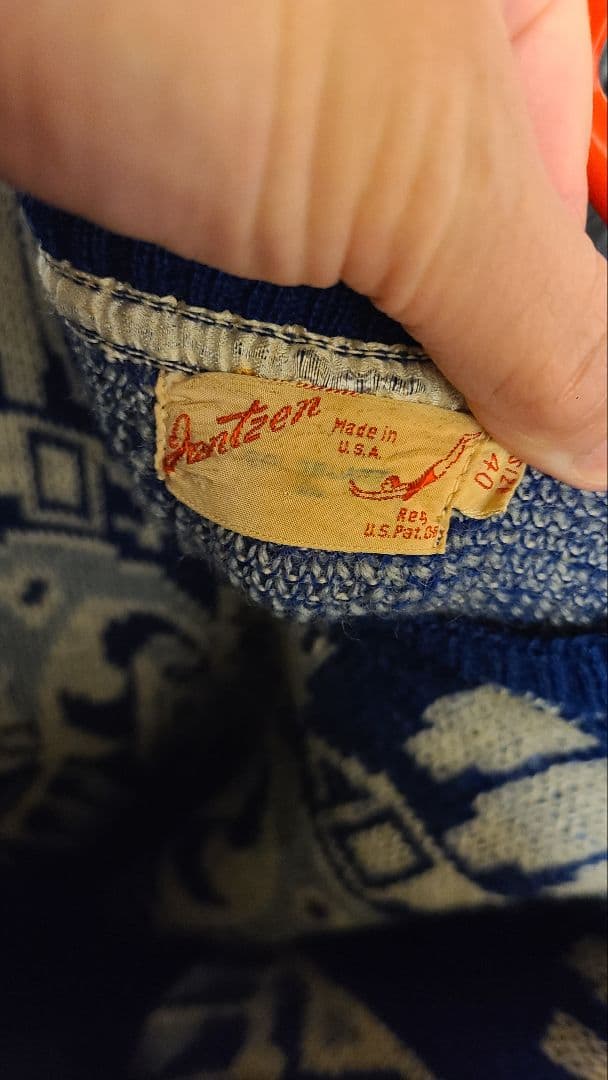 Jantzen
Made in
U.S.A.
Reg
U.S. Pat. Off
SIZE
40